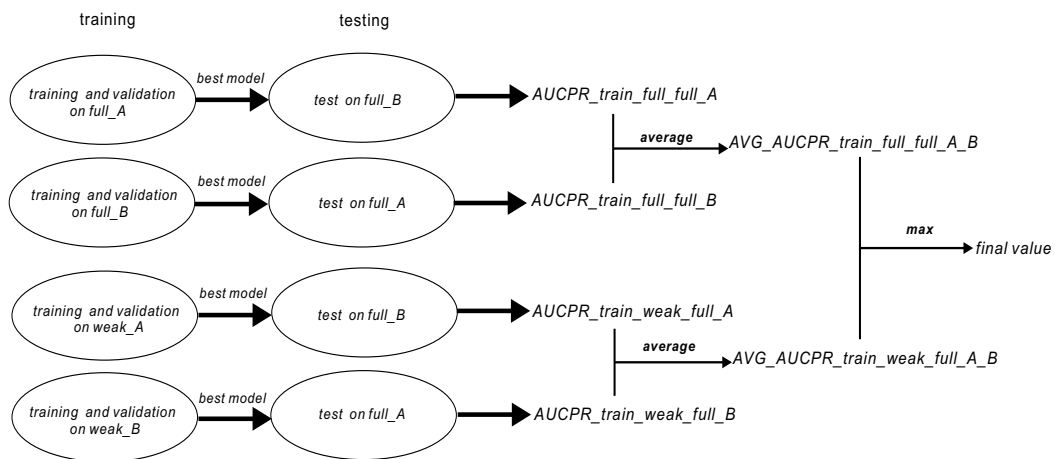 training
testing
training and validation
on full_A
best model
test on full_B
AUCPR_train_full_full_A
average
AVG_AUCPR_train_full_full_A_B
training and validation
on full_B
best model
test on full_A
AUCPR_train_full_full_B
max
final value
training and validation
on weak_A
best model
test on full_B
AUCPR_train_weak_full_A
average
AVG_AUCPR_train_weak_full_A_B
training and validation
on weak_B
best model
test on full_A
AUCPR_train_weak_full_B